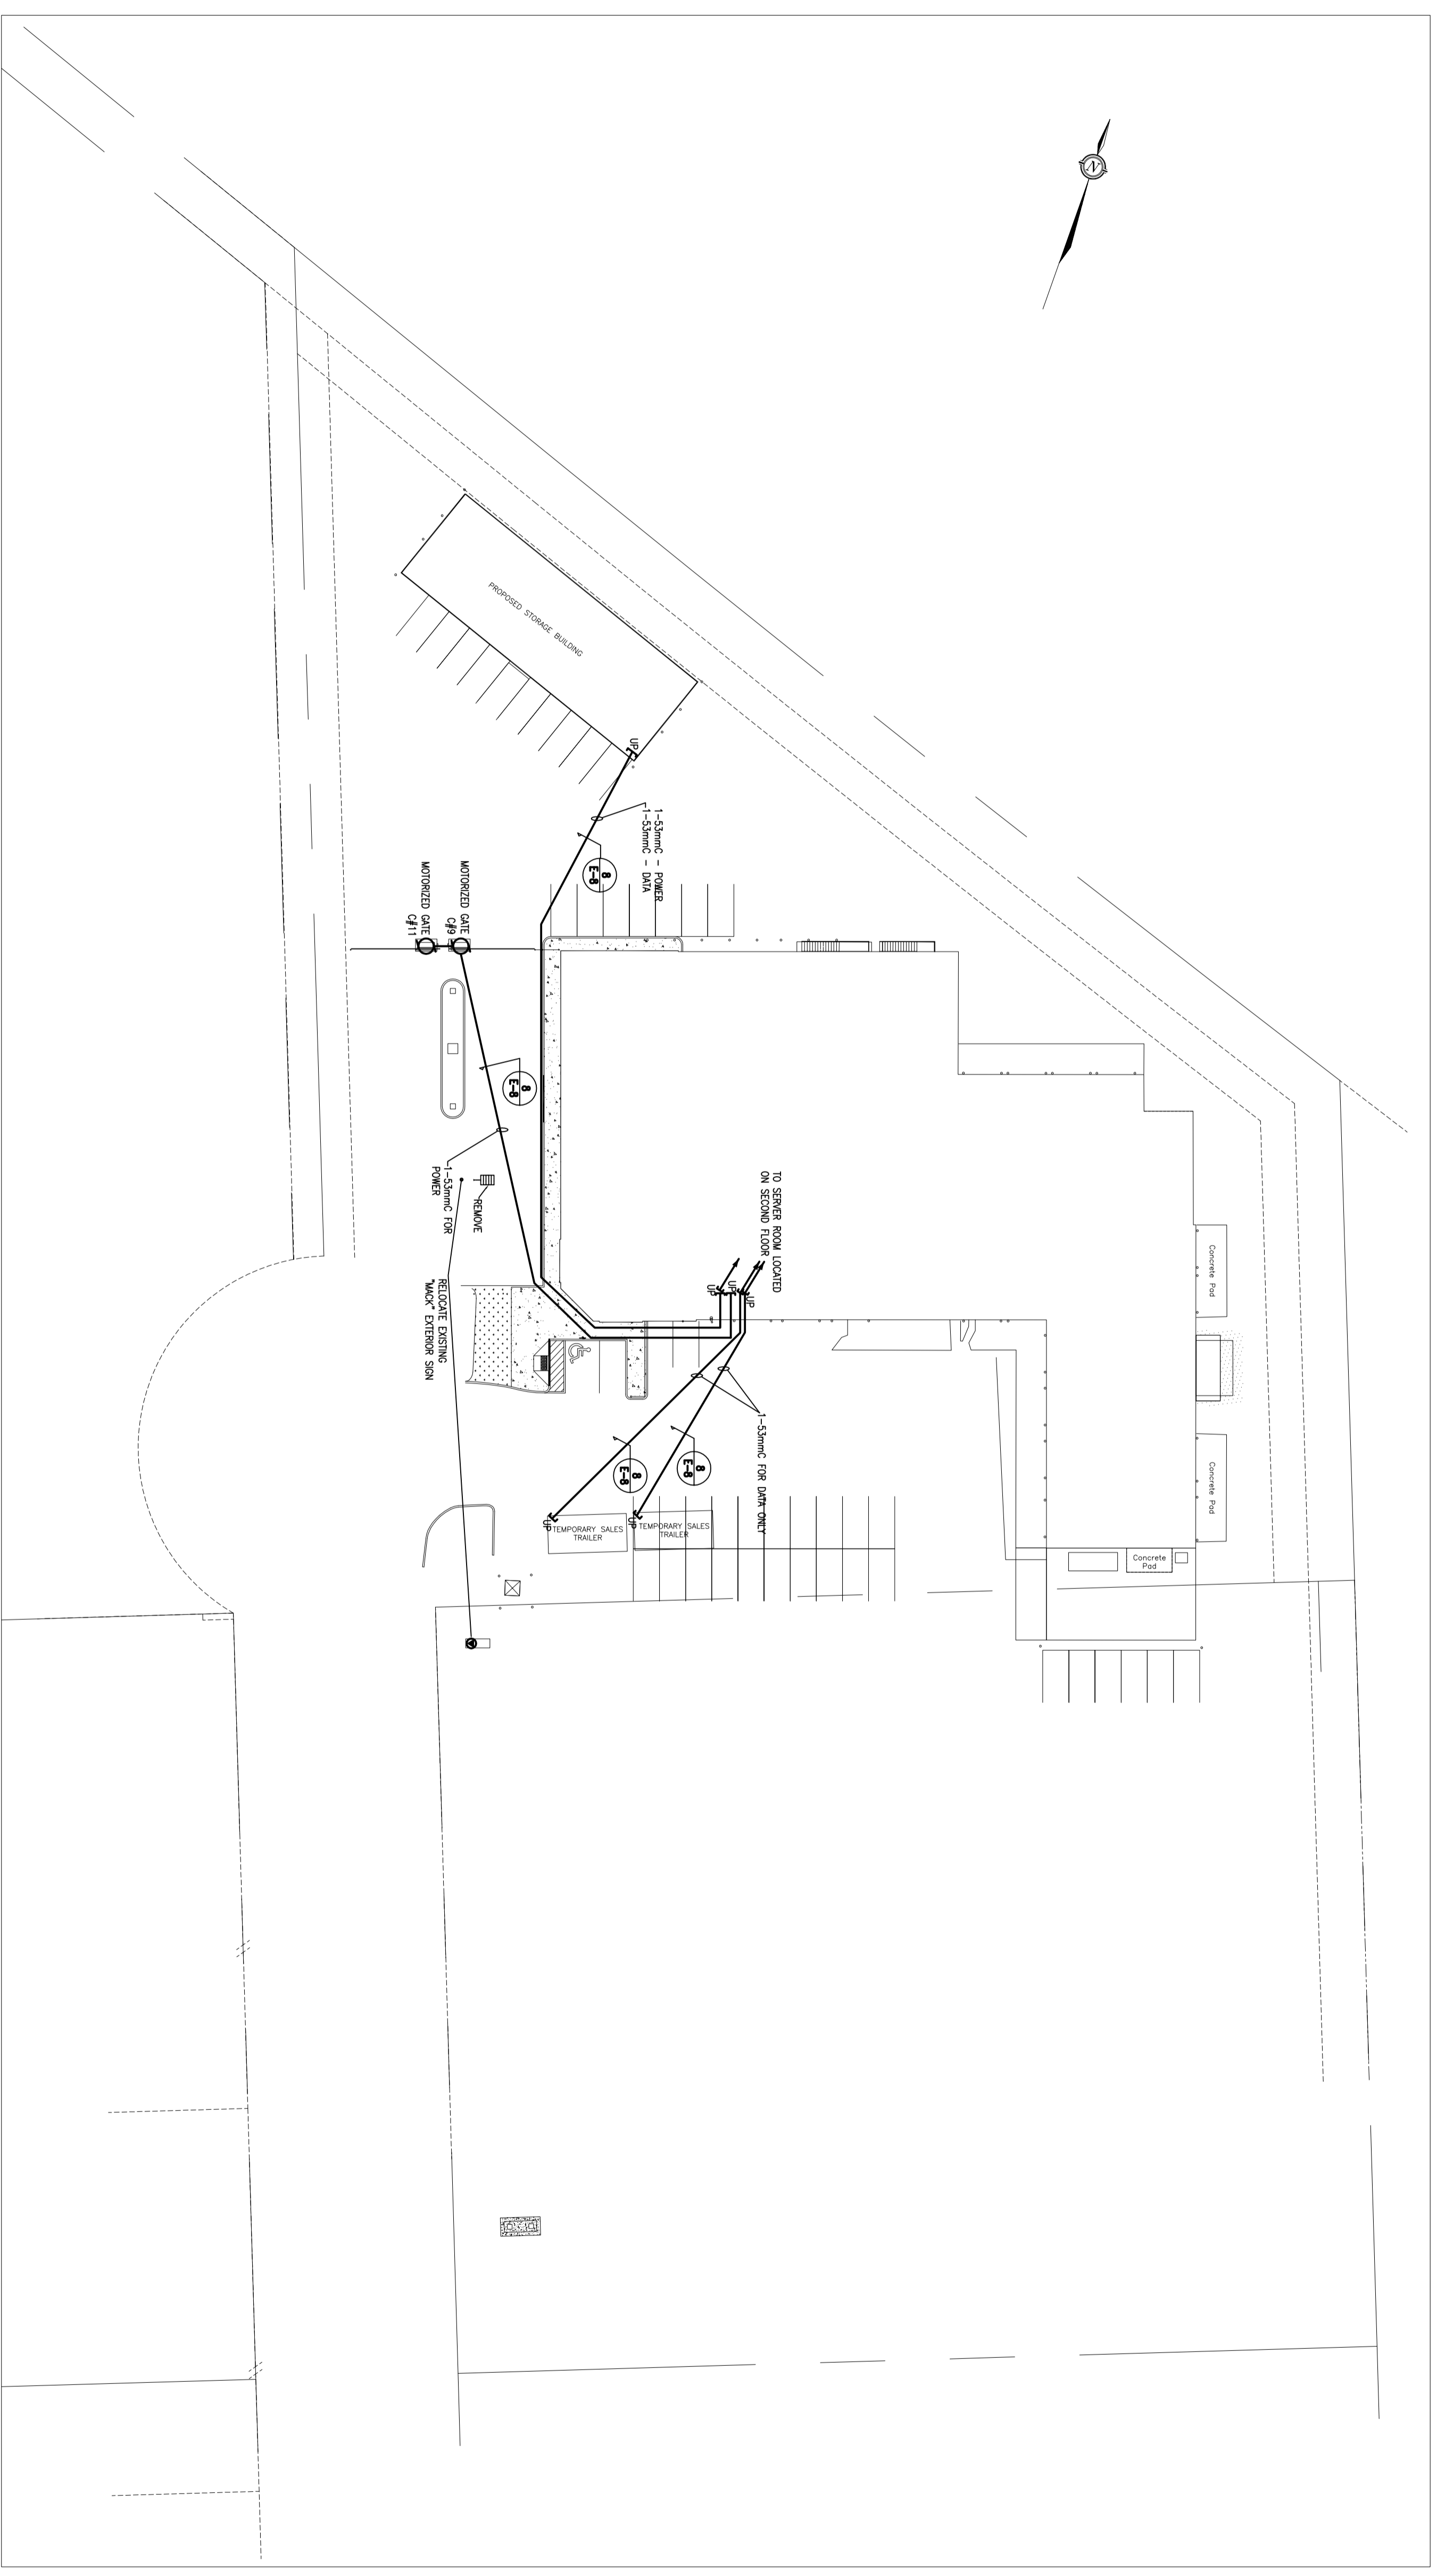 N
PROPOSED STORAGE BUILDING
UP
1-53mmC - POWER
1-53mmC - DATA
8
E-8
MOTORIZED GATE
C#9
MOTORIZED GATE
C#11
8
E-8
1-53mmC FOR
POWER
REMOVE
TO SERVER ROOM LOCATED
ON SECOND FLOOR
UP
UP
UP
RELOCATE EXISTING
"MACK" EXTERIOR SIGN
1-53mmC FOR DATA ONLY
8
E-8
8
E-8
UP
TEMPORARY SALES
TRAILER
UP
TEMPORARY SALES
TRAILER
Concrete Pad
Concrete Pad
Concrete
Pad